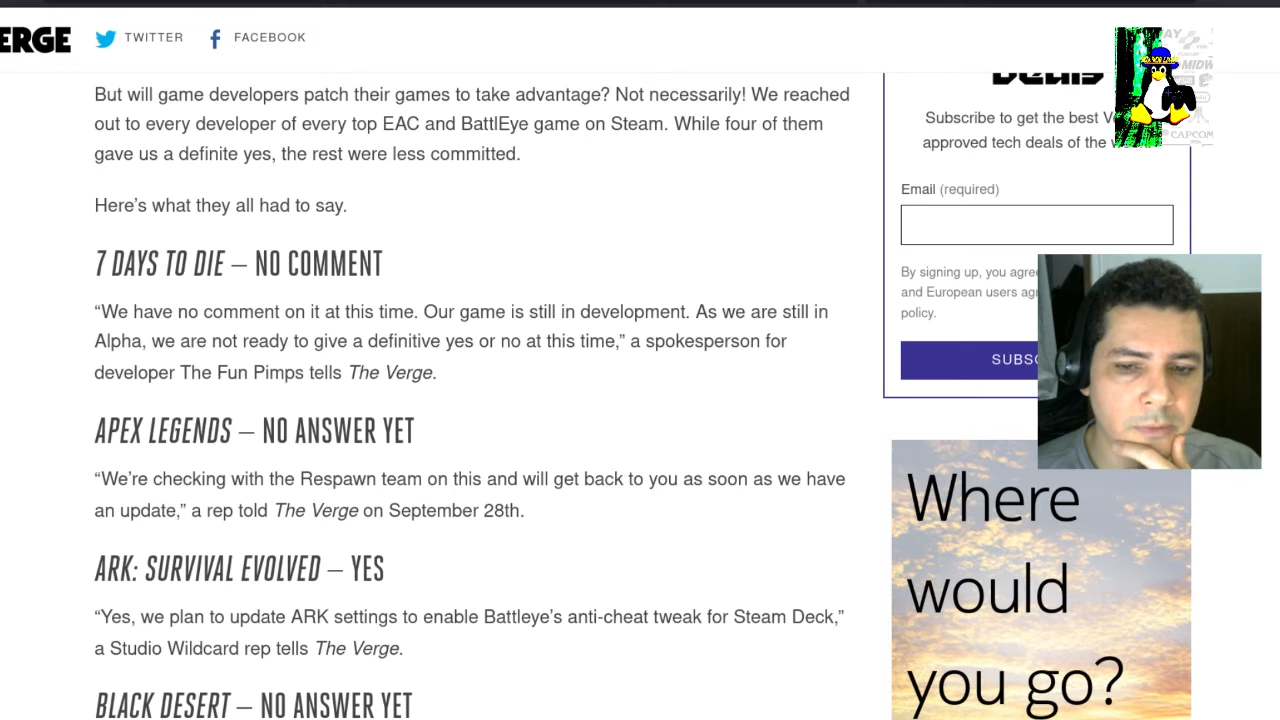 ERGE
TWITTER
FACEBOOK
But will game developers patch their games to take advantage? Not necessarily! We reached
out to every developer of every top EAC and BattlEye game on Steam. While four of them
gave us a definite yes, the rest were less committed.
Here’s what they all had to say.
7 DAYS TO DIE — NO COMMENT
“We have no comment on it at this time. Our game is still in development. As we are still in
Alpha, we are not ready to give a definitive yes or no at this time,” a spokesperson for
developer The Fun Pimps tells The Verge.
APEX LEGENDS — NO ANSWER YET
“We’re checking with the Respawn team on this and will get back to you as soon as we have
an update,” a rep told The Verge on September 28th.
ARK: SURVIVAL EVOLVED — YES
“Yes, we plan to update ARK settings to enable Battleye’s anti-cheat tweak for Steam Deck,”
a Studio Wildcard rep tells The Verge.
BLACK DESERT — NO ANSWER YET
Deals
Subscribe to get the best V
approved tech deals of the w
Email (required)
By signing up, you agree
and European users agr
policy.
SUBSC
Where
would
you go?
MIDW
CAPCOM